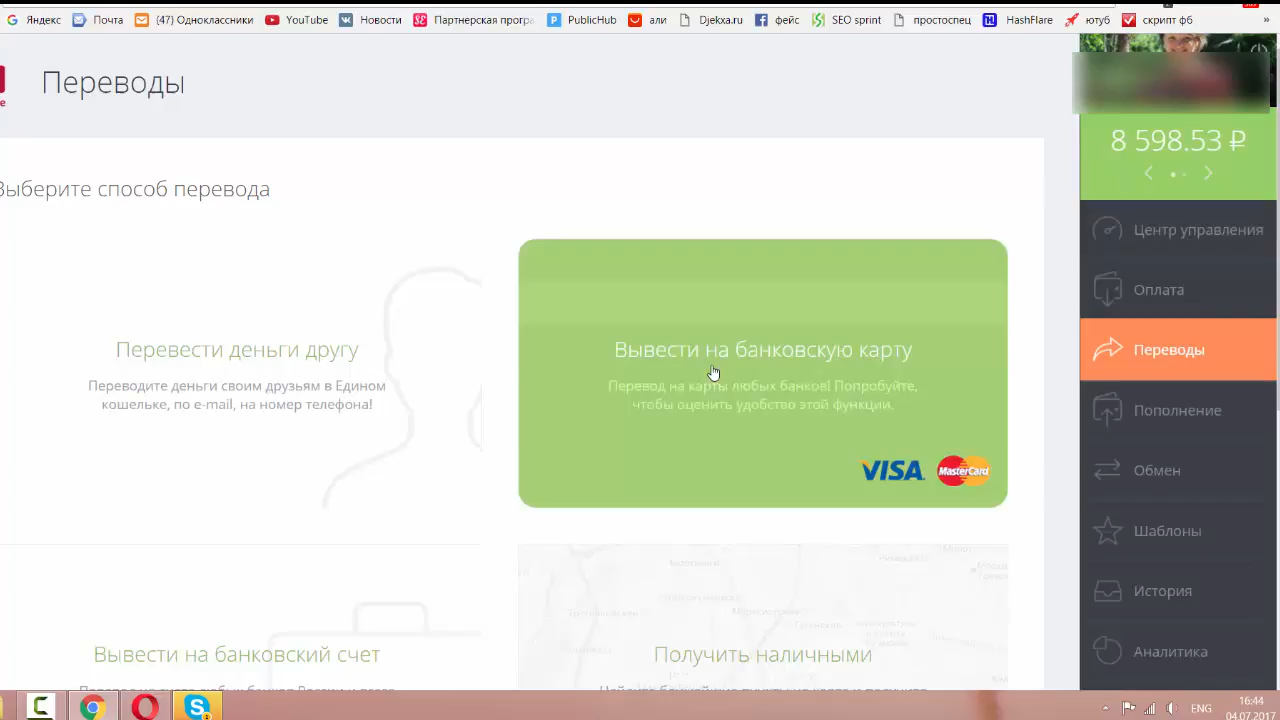 Яндекс
Почта
(47) Одноклассники
YouTube
Новости
Партнерская програ
PublicHub
али
Djekxa.ru
фейс
SEO sprint
простоспец
HashFlare
ютуб
скрипт фб
»
Переводы
8 598.53 ₽
Выберите способ перевода
Центр управления
Оплата
Переводы
Пополнение
Обмен
Шаблоны
История
Аналитика
Перевести деньги другу
Переводите деньги своим друзьям в Едином
кошельке, по e-mail, на номер телефона!
Вывести на банковскую карту
Перевод на карты любых банков! Попробуйте,
чтобы оценить удобство этой функции.
VISA
MasterCard
Вывести на банковский счет
Получить наличными
ENG
16:44
04.07.2017